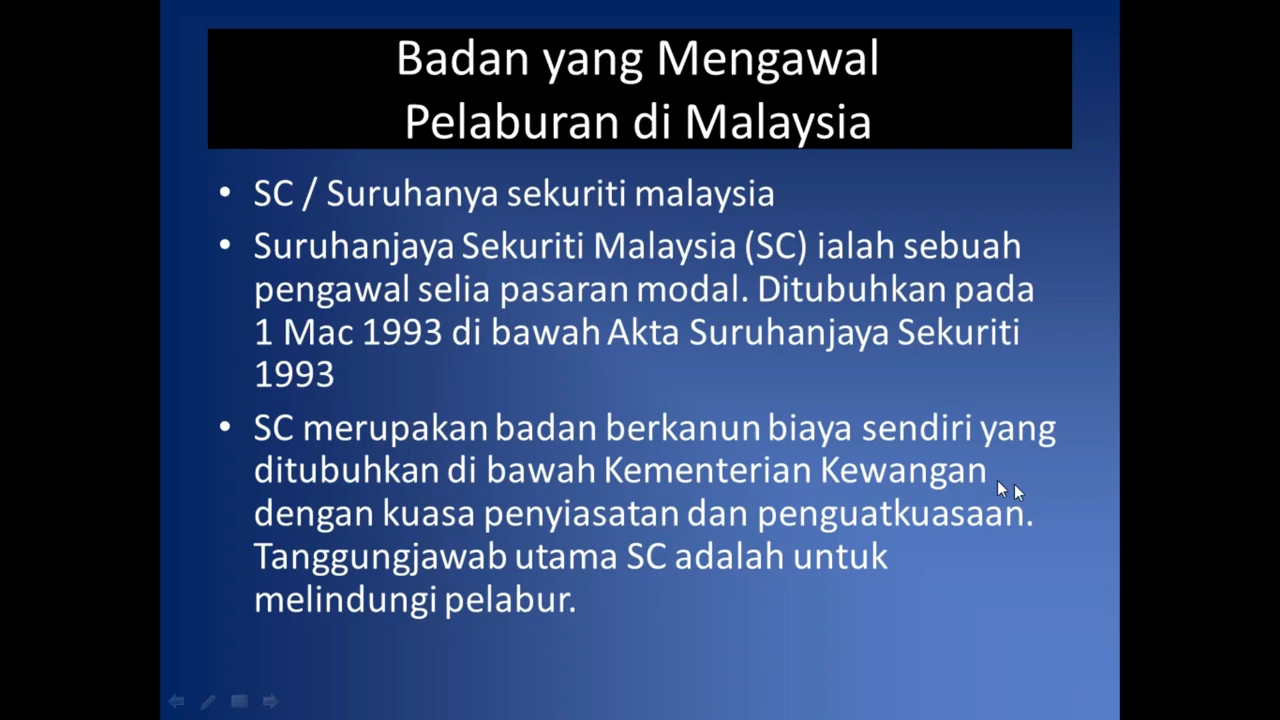 Badan yang Mengawal
Pelaburan di Malaysia
• SC / Suruhanya sekuriti malaysia
• Suruhanjaya Sekuriti Malaysia (SC) ialah sebuah
pengawal selia pasaran modal. Ditubuhkan pada
1 Mac 1993 di bawah Akta Suruhanjaya Sekuriti
1993
• SC merupakan badan berkanun biaya sendiri yang
ditubuhkan di bawah Kementerian Kewangan
dengan kuasa penyiasatan dan penguatkuasaan.
Tanggungjawab utama SC adalah untuk
melindungi pelabur.